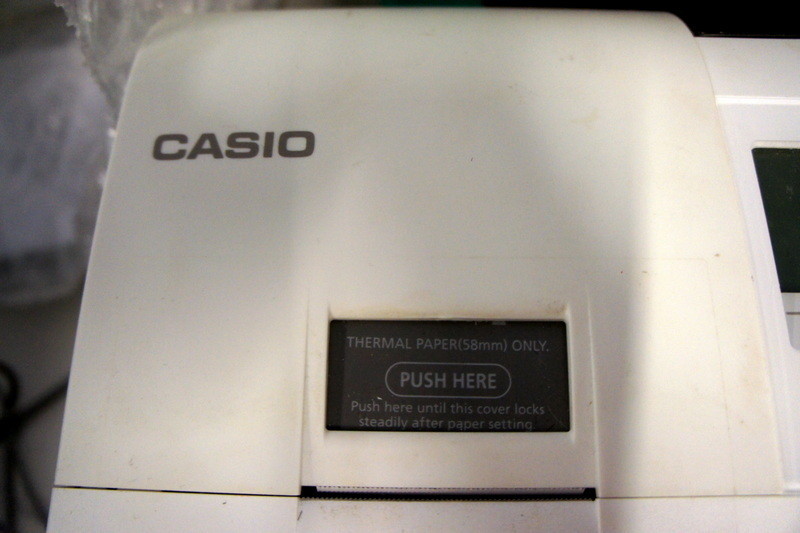 CASIO
THERMAL PAPER(58mm) ONLY.
PUSH HERE
Push here until this cover locks
steadily after paper setting